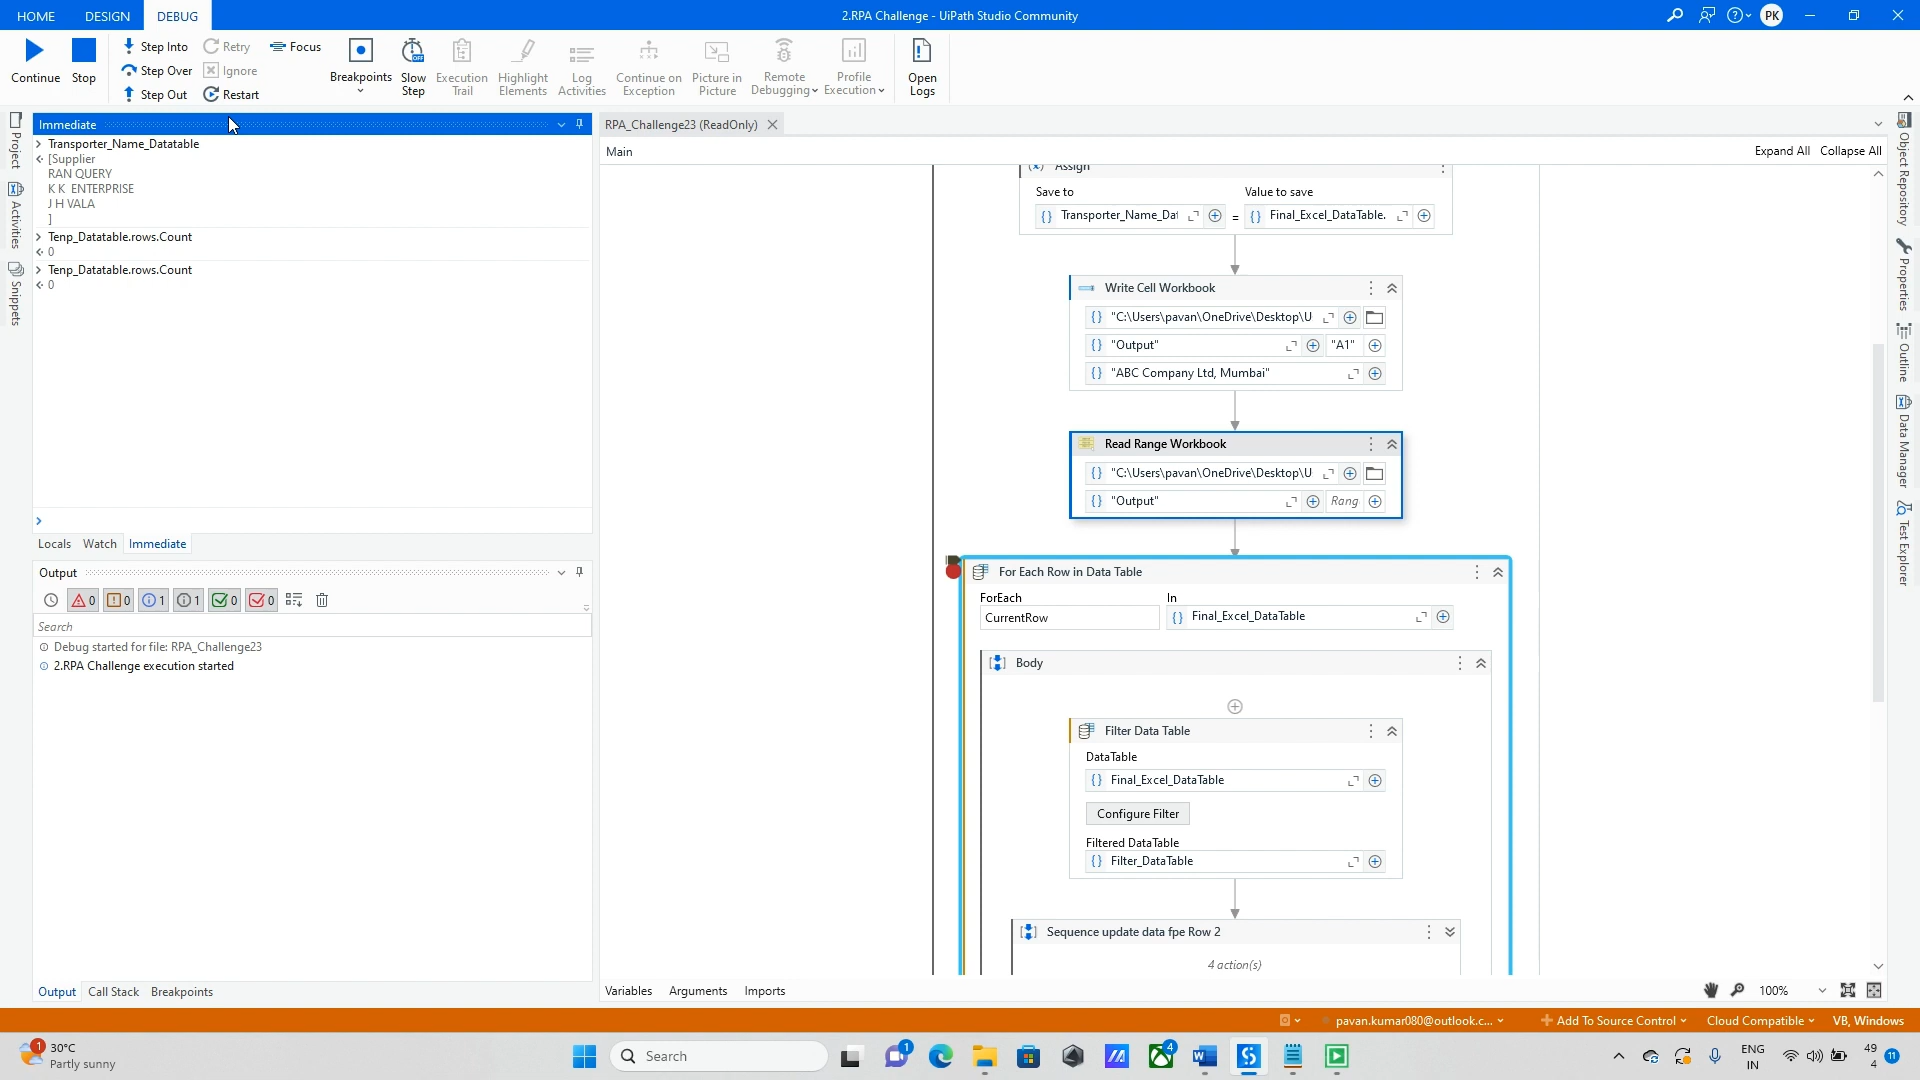 HOME DESIGN DEBUG
2.RPA Challenge - UiPath Studio Community
PK
Continue
Stop
Step Into
Step Over
Step Out
Retry
Ignore
Restart
Focus
Breakpoints
Slow Step
Execution Trail
Highlight Elements
Log Activities
Continue on Exception
Picture in Picture
Remote Debugging
Profile Execution
Open Logs
Project
Activities
Snippets
Immediate
Transporter_Name_Datatable
[Supplier
RAN QUERY
K K ENTERPRISE
J H VALA
]
Tenp_Datatable.rows.Count
0
Tenp_Datatable.rows.Count
0
Locals Watch Immediate
Output
0 0 1 1 0 0
Search
Debug started for file: RPA_Challenge23
2.RPA Challenge execution started
Output Call Stack Breakpoints
RPA_Challenge23 (ReadOnly)
Main
Expand All Collapse All
Assign
Save to Value to save
Transporter_Name_Dat = Final_Excel_DataTable.
Write Cell Workbook
"C:\Users\pavan\OneDrive\Desktop\U
"Output" "A1"
"ABC Company Ltd, Mumbai"
Read Range Workbook
"C:\Users\pavan\OneDrive\Desktop\U
"Output" Rang
For Each Row in Data Table
ForEach In
CurrentRow Final_Excel_DataTable
Body
Filter Data Table
DataTable
Final_Excel_DataTable
Configure Filter
Filtered DataTable
Filter_DataTable
Sequence update data fpe Row 2
4 action(s)
Variables Arguments Imports
100%
Object Repository
Properties
Outline
Data Manager
Test Explorer
pavan.kumar080@outlook.c...
Add To Source Control
Cloud Compatible
VB, Windows
1
30°C
Partly sunny
Search
1
4
ENG
IN
49
4
11